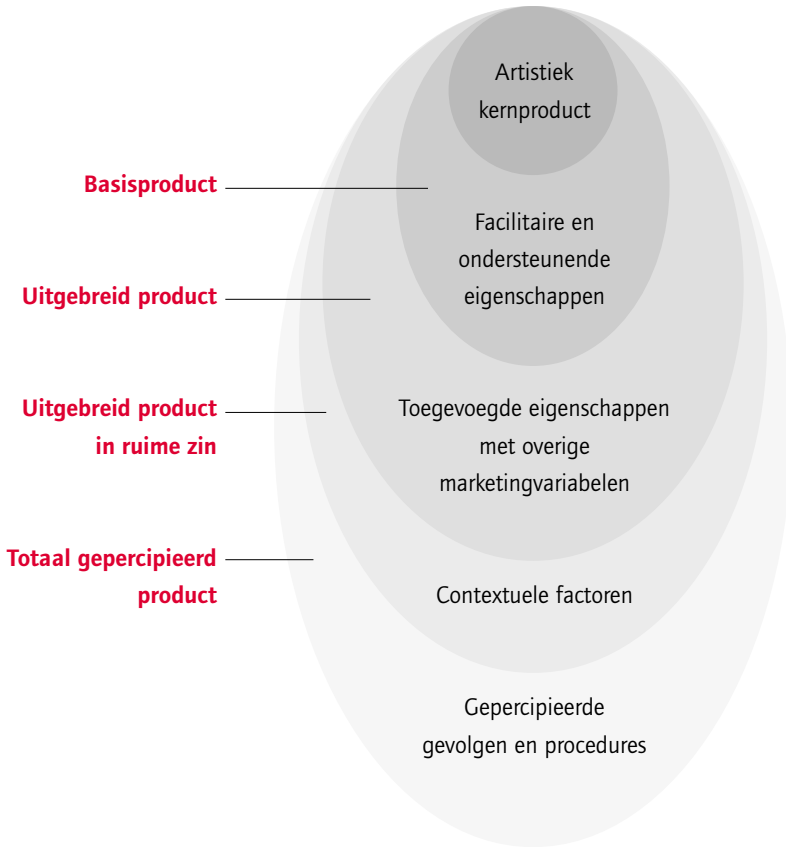 Artistiek
kernproduct
Basisproduct
Facilitaire en
ondersteunende
eigenschappen
Uitgebreid product
Uitgebreid product
in ruime zin
Toegevoegde eigenschappen
met overige
marketingvariabelen
Totaal gepercipieerd
product
Contextuele factoren
Gepercipieerde
gevolgen en procedures